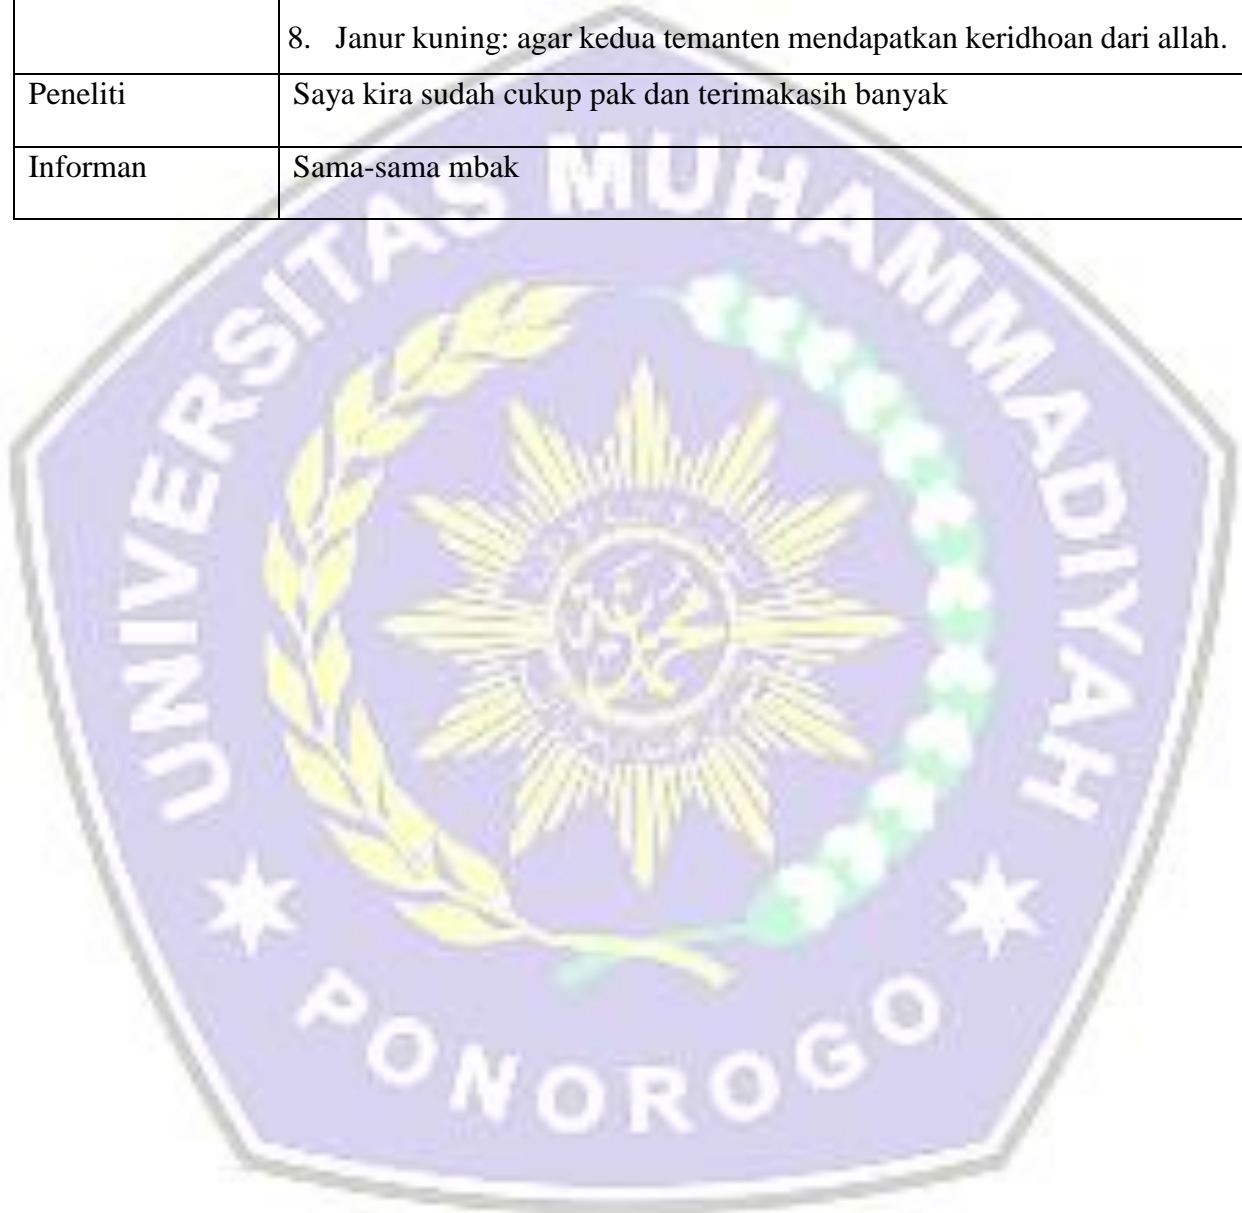 8. Janur kuning: agar kedua temanten mendapatkan keridhoan dari allah.
Peneliti Saya kira sudah cukup pak dan terimakasih banyak
Informan Sama-sama mbak
UNIVERSITAS MUHAMMADIYAH
PONOROGO